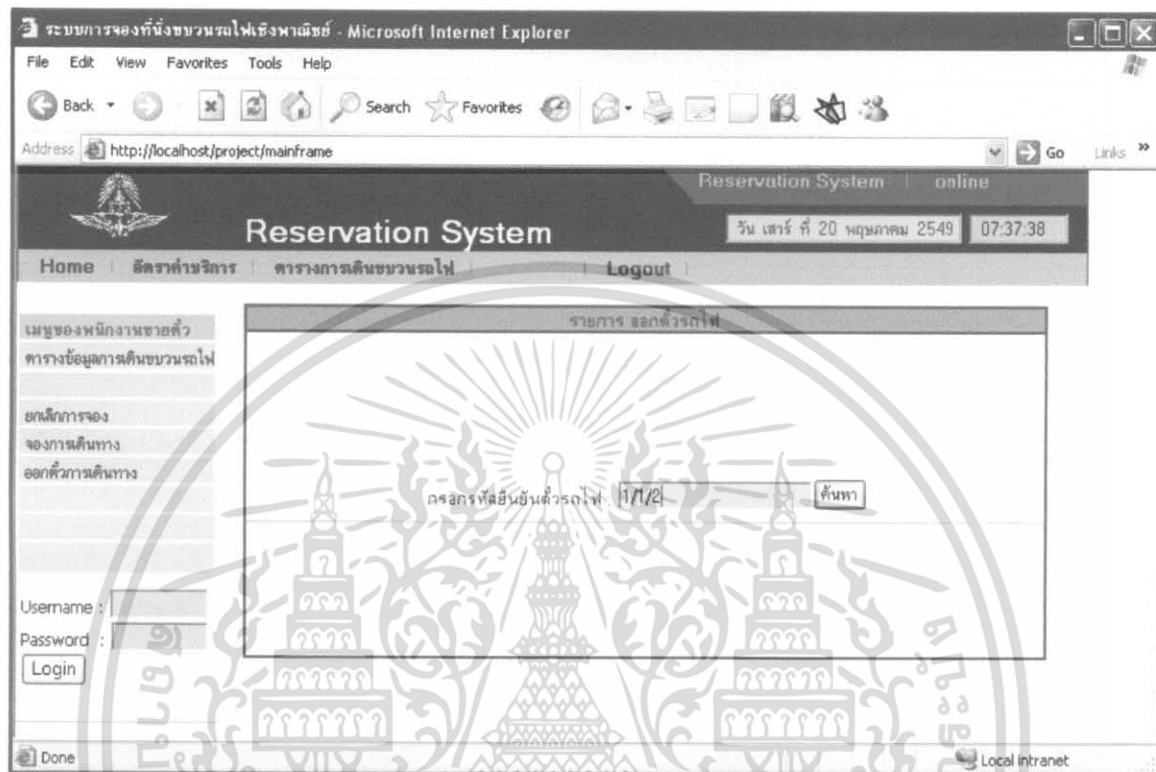 ระบบการจองที่นั่งขบวนรถไฟเชิงพาณิชย์ - Microsoft Internet Explorer
File Edit View Favorites Tools Help
Back Search Favorites
Address http://localhost/project/mainframe Go Links »
Reservation System | online
Reservation System
วัน เสาร์ ที่ 20 พฤษภาคม 2549 07:37:38
Home | อัตราค่าบริการ | ตารางการเดินขบวนรถไฟ | | Logout |
รายการ ออกตั๋วรถไฟ
เมนูของพนักงานขายตั๋ว
ตารางข้อมูลการเดินขบวนรถไฟ
ยกเลิกการจอง
จองการเดินทาง
ออกตั๋วการเดินทาง
กรอกรหัสยืนยันตั๋วรถไฟ : 1/1/2 ค้นหา
Username :
Password :
Login
Done Local intranet